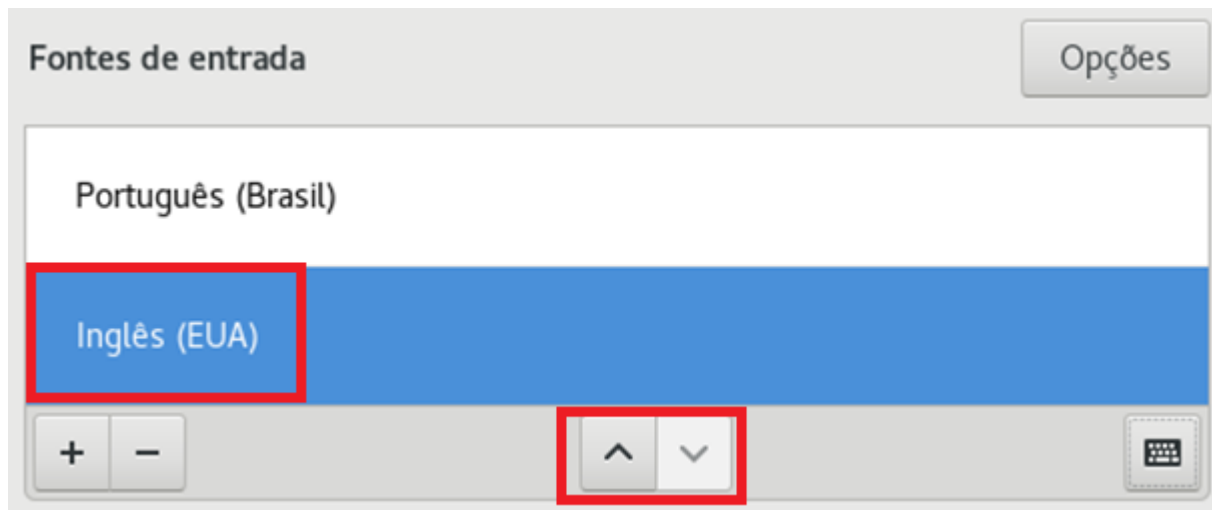 Fontes de entrada
Opções
Português (Brasil)
Inglês (EUA)